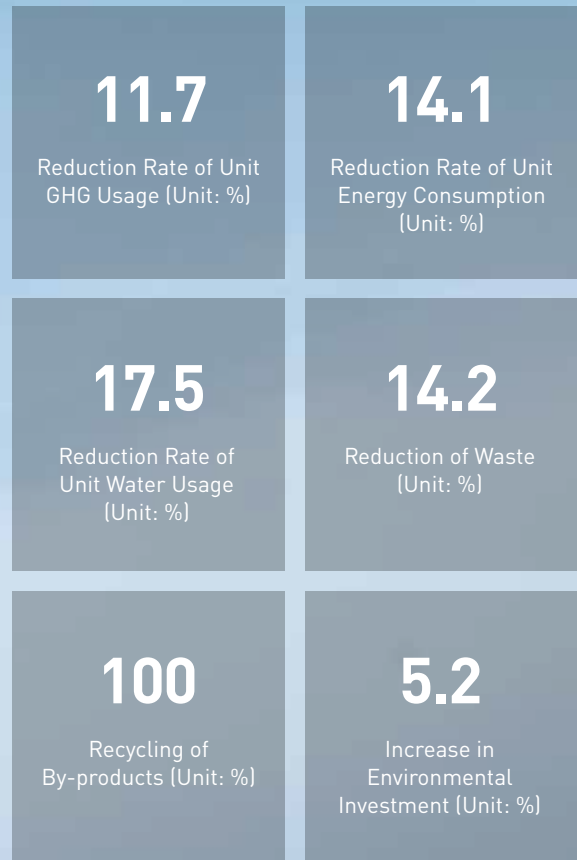 11.7
Reduction Rate of Unit
GHG Usage (Unit: %)
14.1
Reduction Rate of Unit
Energy Consumption
(Unit: %)
17.5
Reduction Rate of
Unit Water Usage
(Unit: %)
14.2
Reduction of Waste
(Unit: %)
100
Recycling of
By-products (Unit: %)
5.2
Increase in
Environmental
Investment (Unit: %)